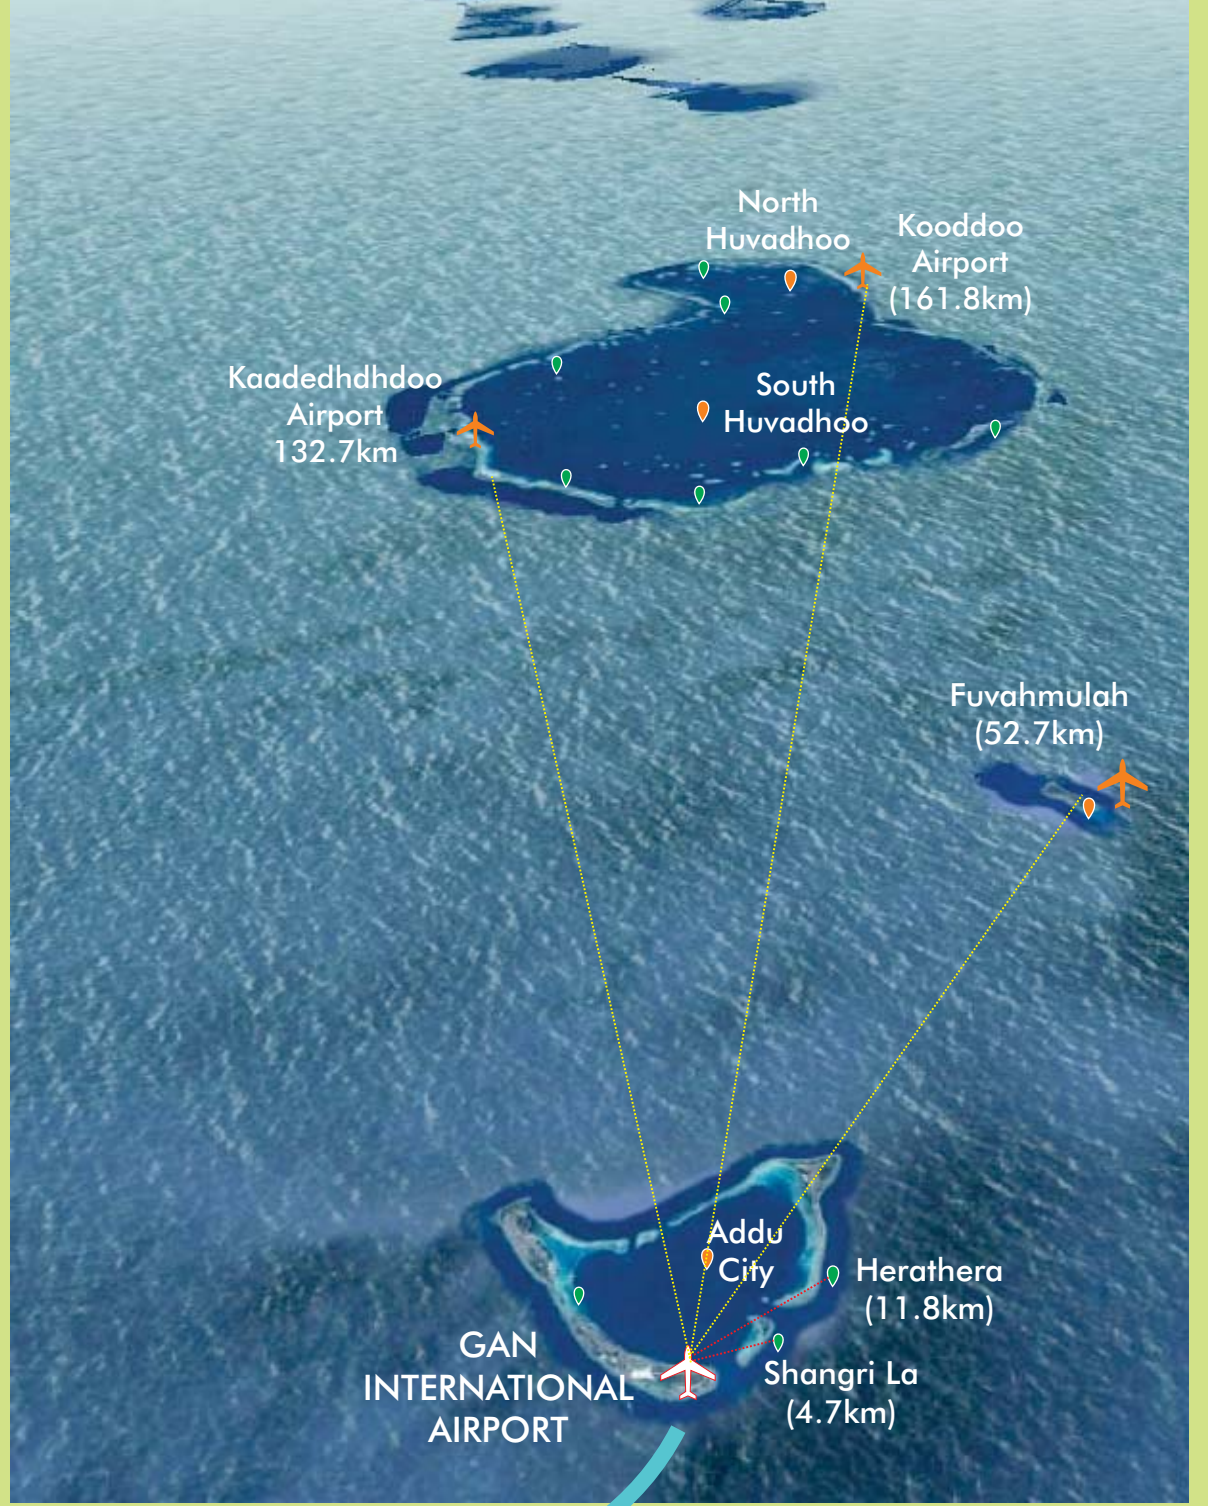 North
Huvadhoo
Kooddoo
Airport
(161.8km)
Kaadedhdhdoo
Airport
132.7km
South
Huvadhoo
Fuvahmulah
(52.7km)
Addu
City
Herathera
(11.8km)
GAN
INTERNATIONAL
AIRPORT
Shangri La
(4.7km)